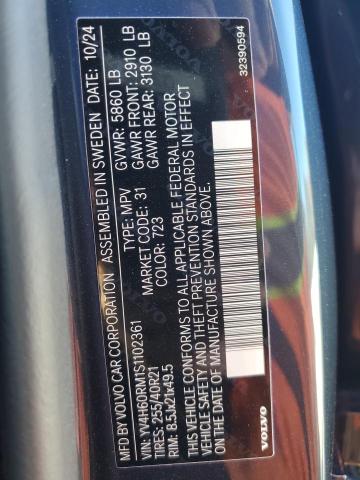 MFD BY VOLVO CAR CORPORATION ASSEMBLED IN SWEDEN 10/24
GVWR: 5860 LB
GAWR FRONT: 2910 LB
GAWR REAR: 3130 LB
VIN: YV4H60RM1S1102361 TYPE: MPV
TIRES: 255/40R21 MARKET CODE: 31
RIM: 8.5Jx21x49.5 COLOR: 723
THIS VEHICLE CONFORMS TO ALL APPLICABLE FEDERAL MOTOR
VEHICLE SAFETY AND THEFT PREVENTION STANDARDS IN EFFECT
ON THE DATE OF MANUFACTURE SHOWN ABOVE.
VOLVO
32390594